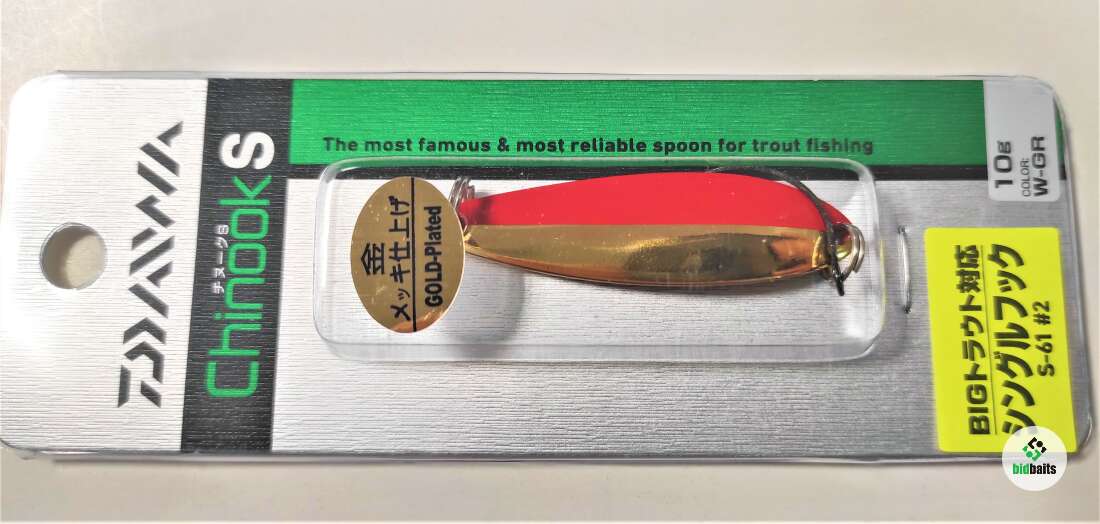 DAIWA
Chinook S
チヌークS
The most famous & most reliable spoon for trout fishing
金
メッキ仕上げ
GOLD-Plated
10g
COLOR:
W-GR
BIGトラウト対応
シングルフック
S-61 #2
bidbaits